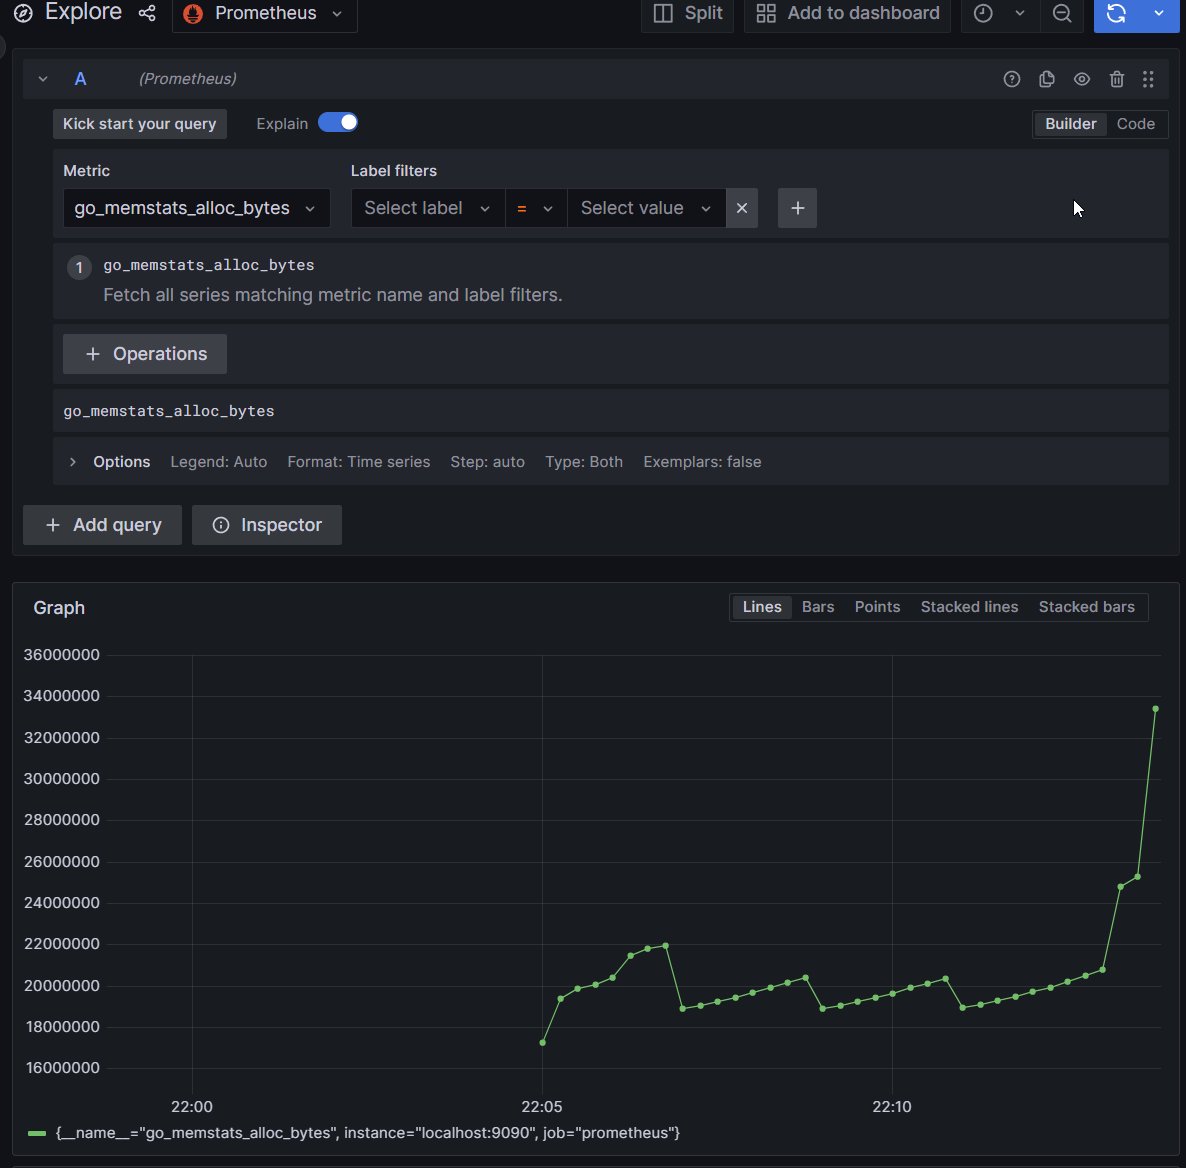 Explore Prometheus Split Add to dashboard
A (Prometheus)
Kick start your query Explain Builder Code
Metric Label filters
go_memstats_alloc_bytes Select label = Select value
1 go_memstats_alloc_bytes
Fetch all series matching metric name and label filters.
+ Operations
go_memstats_alloc_bytes
Options Legend: Auto Format: Time series Step: auto Type: Both Exemplars: false
+ Add query Inspector
Graph Lines Bars Points Stacked lines Stacked bars
36000000
34000000
32000000
30000000
28000000
26000000
24000000
22000000
20000000
18000000
16000000
22:00 22:05 22:10
{__name__="go_memstats_alloc_bytes", instance="localhost:9090", job="prometheus"}